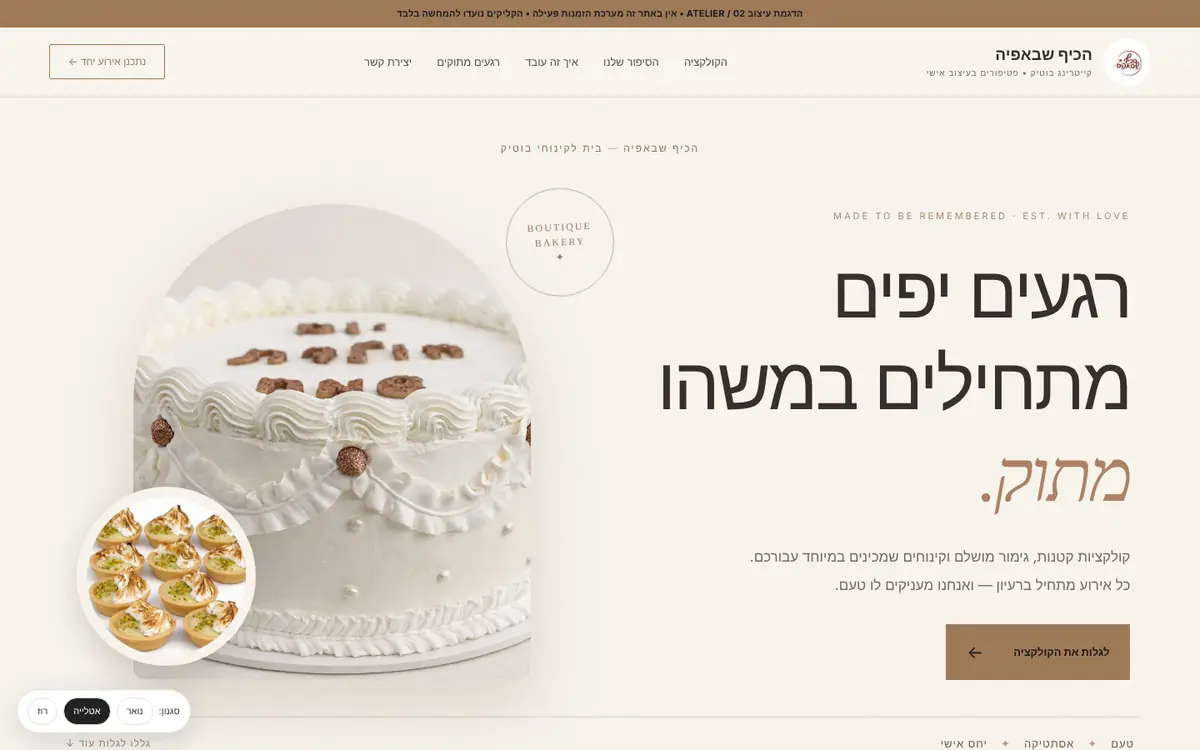 הדגמת עיצוב ATELIER / 02 • אין באתר זה מערכת הזמנות פעילה • הקליקים נועדו להמחשה בלבד
הכיף שבאפיה
קייטרינג בוטיק • פטיפורים בעיצוב אישי
הקולקציה
הסיפור שלנו
איך זה עובד
רגעים מתוקים
יצירת קשר
נתכנן אירוע יחד ←
הכיף שבאפיה — בית לקינוחי בוטיק
MADE TO BE REMEMBERED · EST. WITH LOVE
BOUTIQUE
BAKERY
✦
רגעים יפים
מתחילים במשהו
מתוק.
קולקציות קטנות, גימור מושלם וקינוחים שמכינים במיוחד עבורכם.
כל אירוע מתחיל ברעיון — ואנחנו מעניקים לו טעם.
לגלות את הקולקציה ←
סגנון:
נואר
אטלייה
רוז
טעם ✦ אסתטיקה ✦ יחס אישי
גללו לגלות עוד ↓